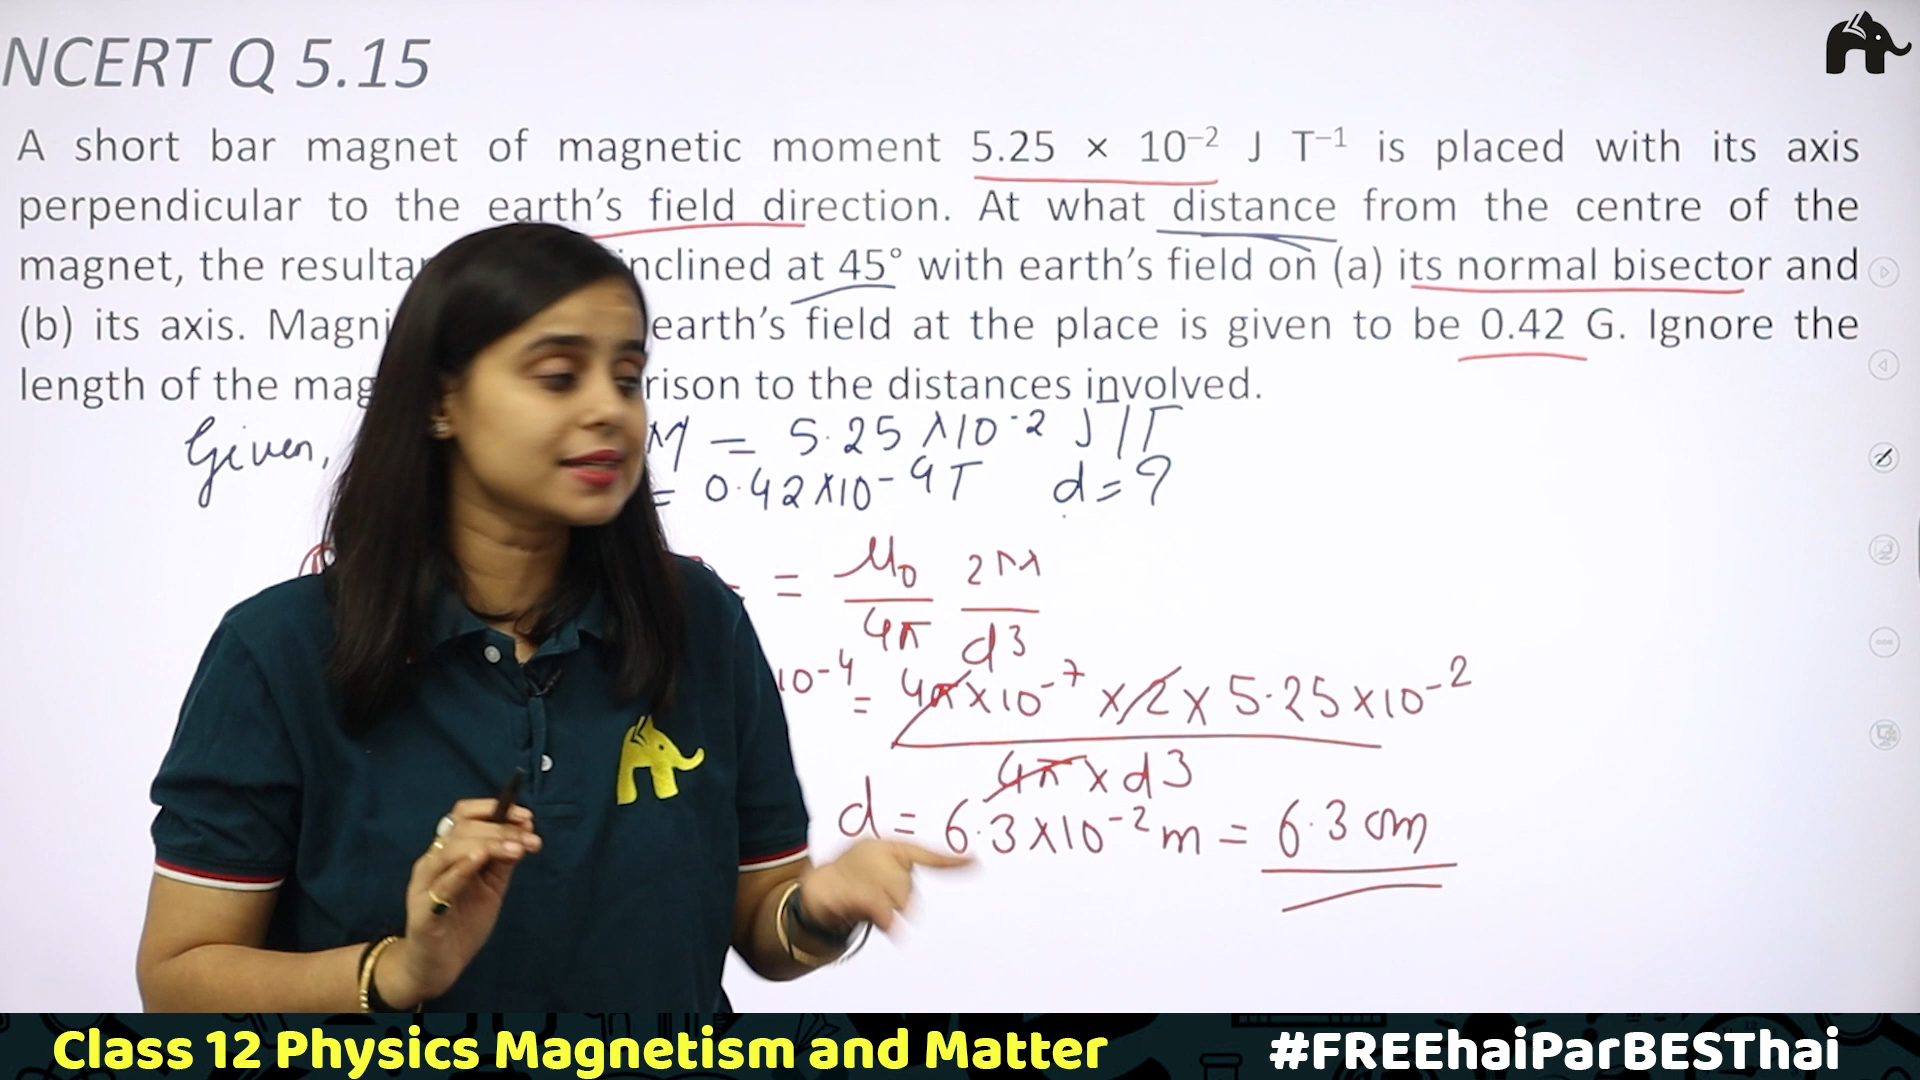 NCERT Q 5.15
A short bar magnet of magnetic moment 5.25 × 10⁻² J T⁻¹ is placed with its axis
perpendicular to the earth's field direction. At what distance from the centre of the
magnet, the resulta nclined at 45° with earth's field on (a) its normal bisector and
(b) its axis. Magni earth's field at the place is given to be 0.42 G. Ignore the
length of the mag rison to the distances involved.
Given, M = 5.25 × 10⁻² J/T
= 0.42 × 10⁻⁴ T d = ?
= μ₀/4π 2M/d³
10⁻⁴ = 4π × 10⁻⁷ × 2 × 5.25 × 10⁻²
4π × d3
d = 6.3 × 10⁻² m = 6.3 cm
Class 12 Physics Magnetism and Matter #FREEhaiParBESThai